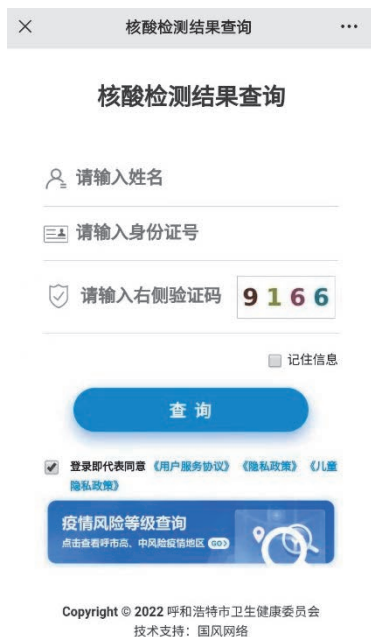 核酸检测结果查询
核酸检测结果查询
请输入姓名
请输入身份证号
请输入右侧验证码 9166
记住信息
查询
登录即代表同意《用户服务协议》《隐私政策》《儿童
隐私政策》
疫情风险等级查询
点击查看呼市高、中风险疫情地区 GO>
Copyright © 2022 呼和浩特市卫生健康委员会
技术支持：国风网络